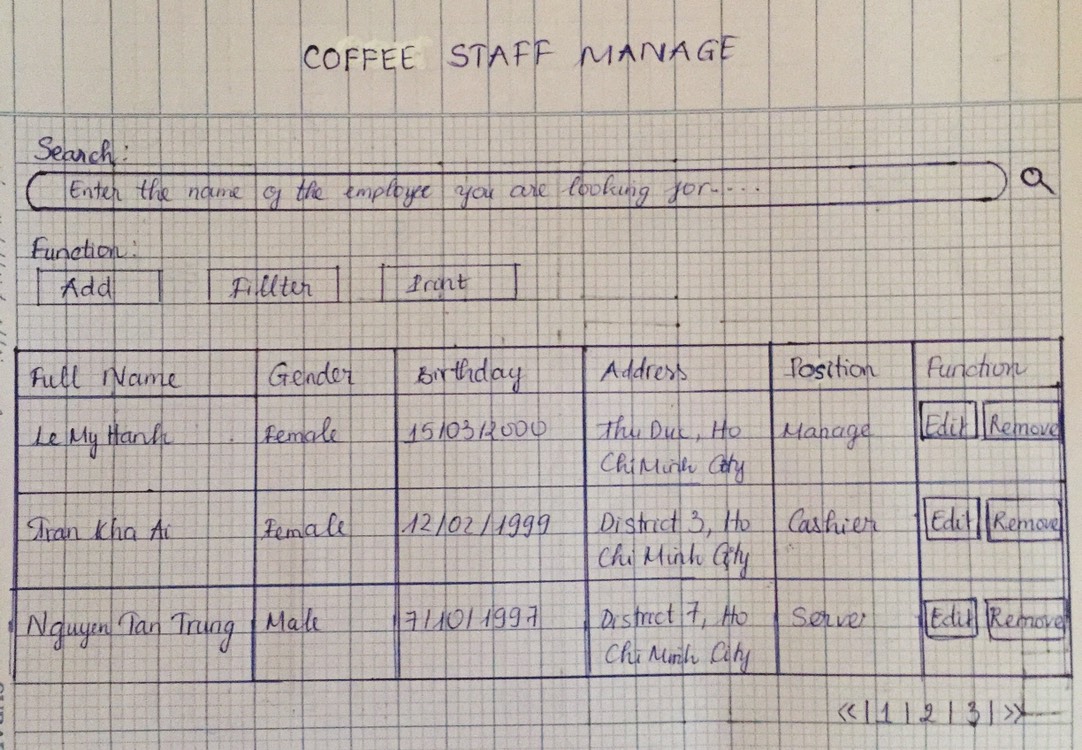 COFFEE STAFF MANAGE
Search:
Enter the name of the employee you are looking for....
Function:
Add Fillter Print
Full Name Gender Birthday Address Position Function
Le My Hanh Female 15/03/2000 Thu Duc, Ho Manage Edit Remove
Chi Minh City
Tran Kha Ai Female 12/02/1999 District 3, Ho Cashier Edit Remove
Chi Minh City
Nguyen Tan Trung Male 7/10/1997 District 7, Ho Server Edit Remove
Chi Minh City
<<|1|2|3|>>